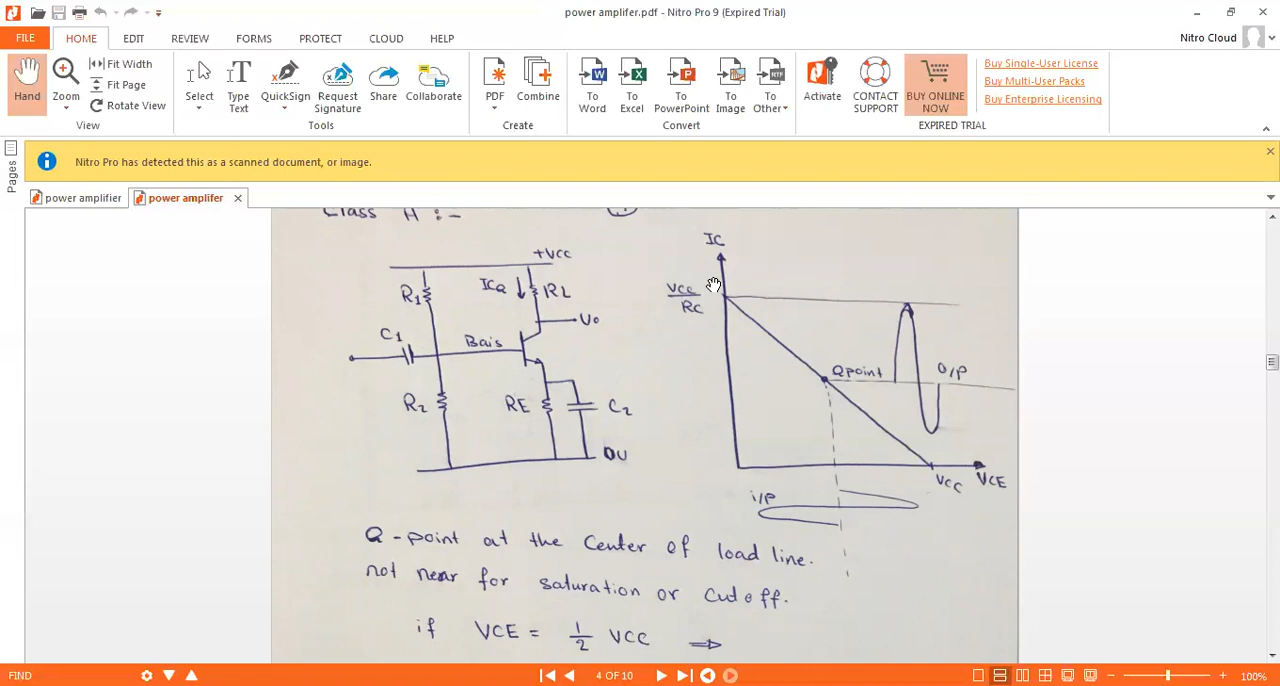 power amplifer.pdf - Nitro Pro 9 (Expired Trial)
FILE HOME EDIT REVIEW FORMS PROTECT CLOUD HELP
Nitro Cloud
Hand
Zoom
Fit Width
Fit Page
Rotate View
View
Select
Type Text
QuickSign
Request Signature
Share
Collaborate
Tools
PDF
Combine
Create
To Word
To Excel
To PowerPoint
To Image
To Other
Convert
Activate
CONTACT SUPPORT
BUY ONLINE NOW
Buy Single-User License
Buy Multi-User Packs
Buy Enterprise Licensing
EXPIRED TRIAL
Pages
Nitro Pro has detected this as a scanned document, or image.
power amplifier
power amplifer
Class A :-
+VCC
R1
ICQ
RL
Vo
C1
Bais
R2
RE
C2
0V
IC
VCC
RC
Qpoint
O/P
VCC
VCE
i/P
Q-point at the Center of load line.
not near for saturation or cutoff.
if VCE = 1/2 VCC ⇒
FIND
4 OF 10
100%